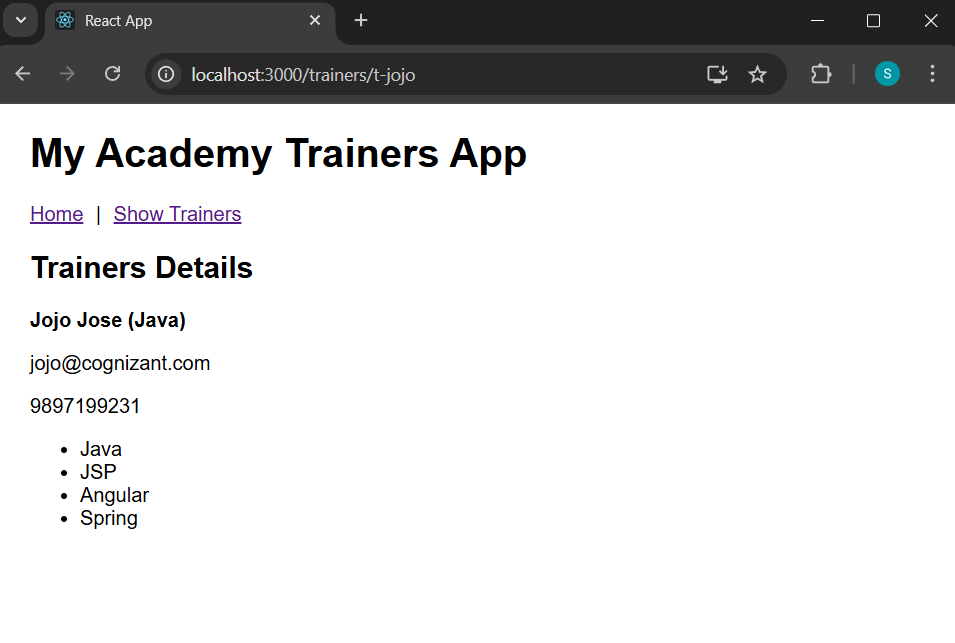 React App
localhost:3000/trainers/t-jojo
S
My Academy Trainers App
Home | Show Trainers
Trainers Details
Jojo Jose (Java)
jojo@cognizant.com
9897199231
Java
JSP
Angular
Spring